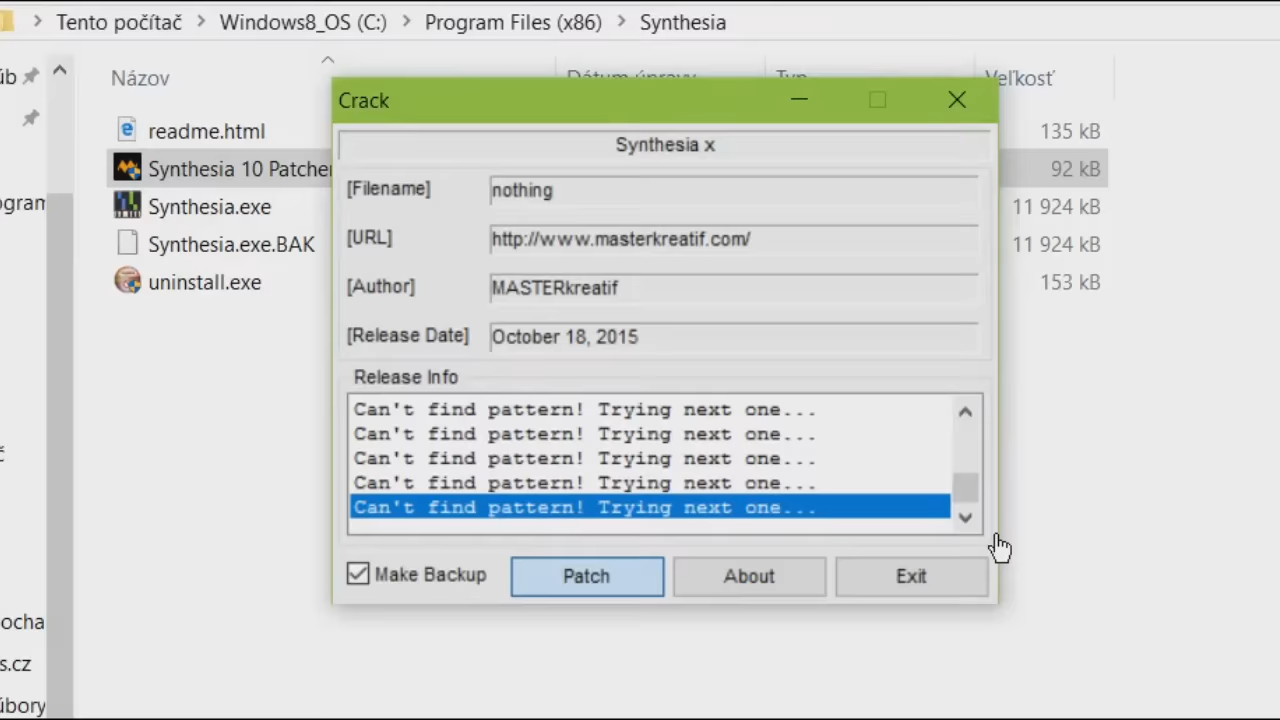 Tento počítač > Windows8_OS (C:) > Program Files (x86) > Synthesia
Názov
Veľkosť
readme.html 135 kB
Synthesia 10 Patcher 92 kB
Synthesia.exe 11 924 kB
Synthesia.exe.BAK 11 924 kB
uninstall.exe 153 kB
Crack
Synthesia x
[Filename] nothing
[URL] http://www.masterkreatif.com/
[Author] MASTERkreatif
[Release Date] October 18, 2015
Release Info
Can't find pattern! Trying next one...
Can't find pattern! Trying next one...
Can't find pattern! Trying next one...
Can't find pattern! Trying next one...
Can't find pattern! Trying next one...
Make Backup
Patch
About
Exit
s.cz